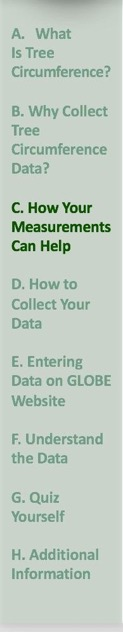 A. What
Is Tree
Circumference?
B. Why Collect
Tree
Circumference
Data?
C. How Your
Measurements
Can Help
D. How to
Collect Your
Data
E. Entering
Data on GLOBE
Website
F. Understand
the Data
G. Quiz
Yourself
H. Additional
Information